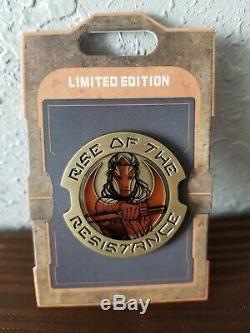 LIMITED EDITION
RISE OF THE
RESISTANCE